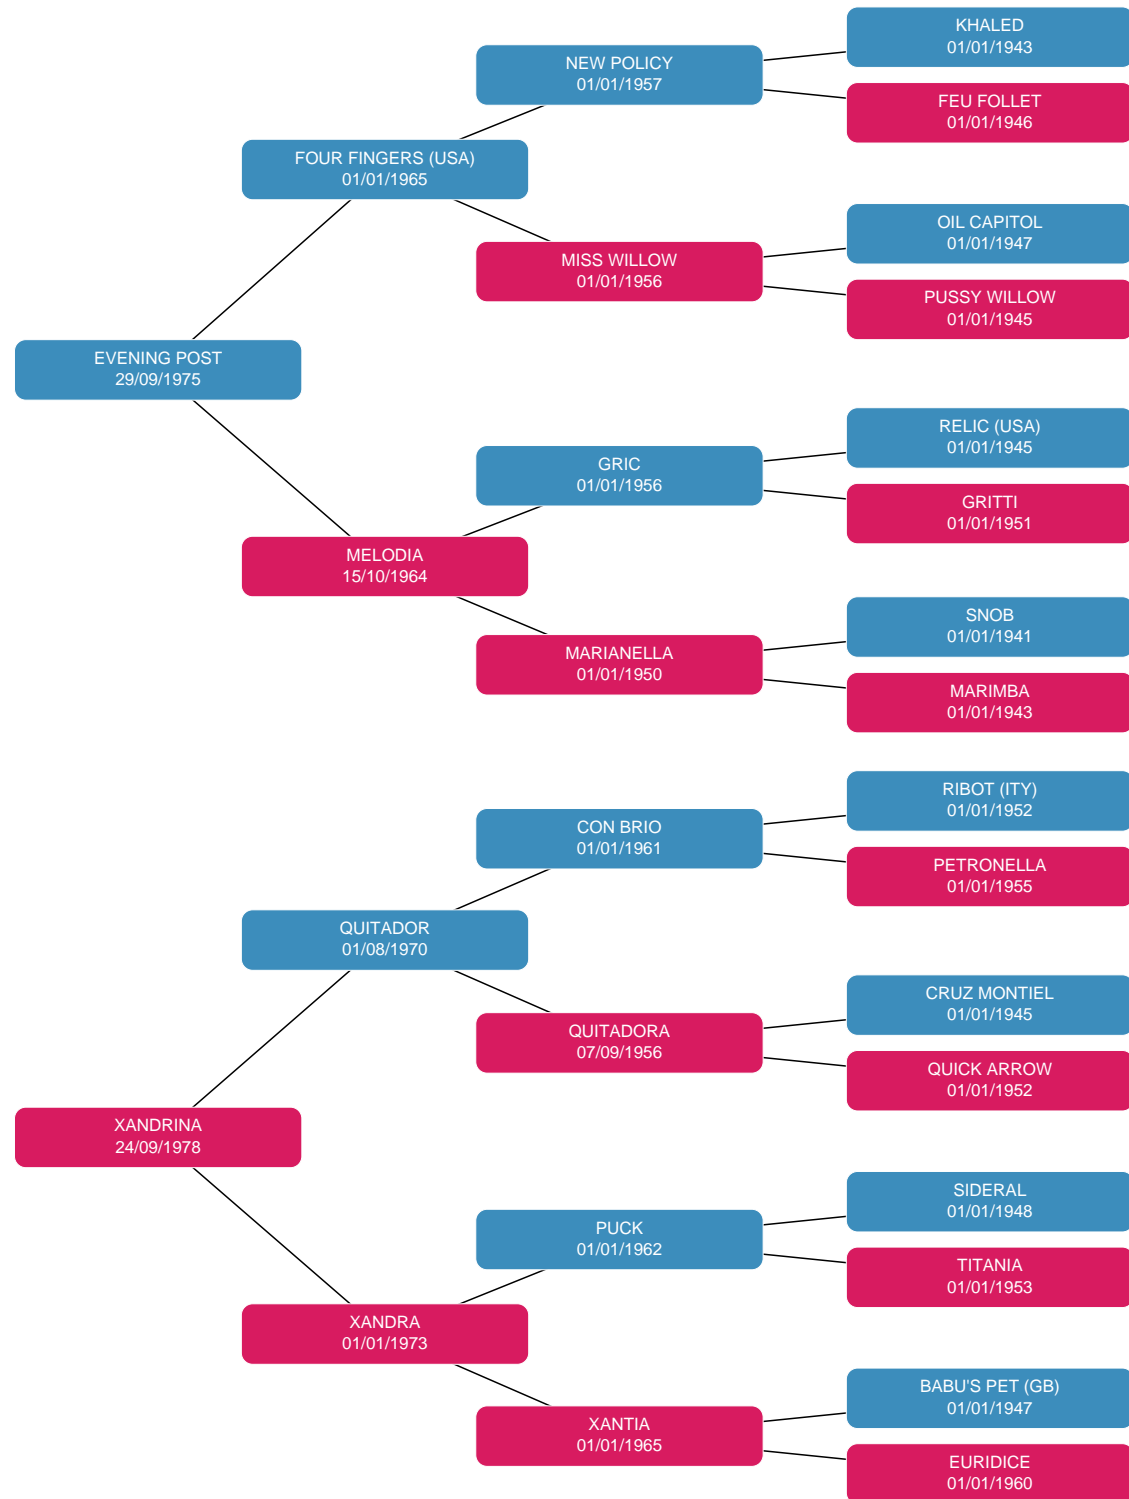 KHALED
01/01/1943
NEW POLICY
01/01/1957
FEU FOLLET
01/01/1946
FOUR FINGERS (USA)
01/01/1965
OIL CAPITOL
01/01/1947
MISS WILLOW
01/01/1956
PUSSY WILLOW
01/01/1945
EVENING POST
29/09/1975
RELIC (USA)
01/01/1945
GRIC
01/01/1956
GRITTI
01/01/1951
MELODIA
15/10/1964
SNOB
01/01/1941
MARIANELLA
01/01/1950
MARIMBA
01/01/1943
RIBOT (ITY)
01/01/1952
CON BRIO
01/01/1961
PETRONELLA
01/01/1955
QUITADOR
01/08/1970
CRUZ MONTIEL
01/01/1945
QUITADORA
07/09/1956
QUICK ARROW
01/01/1952
XANDRINA
24/09/1978
SIDERAL
01/01/1948
PUCK
01/01/1962
TITANIA
01/01/1953
XANDRA
01/01/1973
BABU'S PET (GB)
01/01/1947
XANTIA
01/01/1965
EURIDICE
01/01/1960